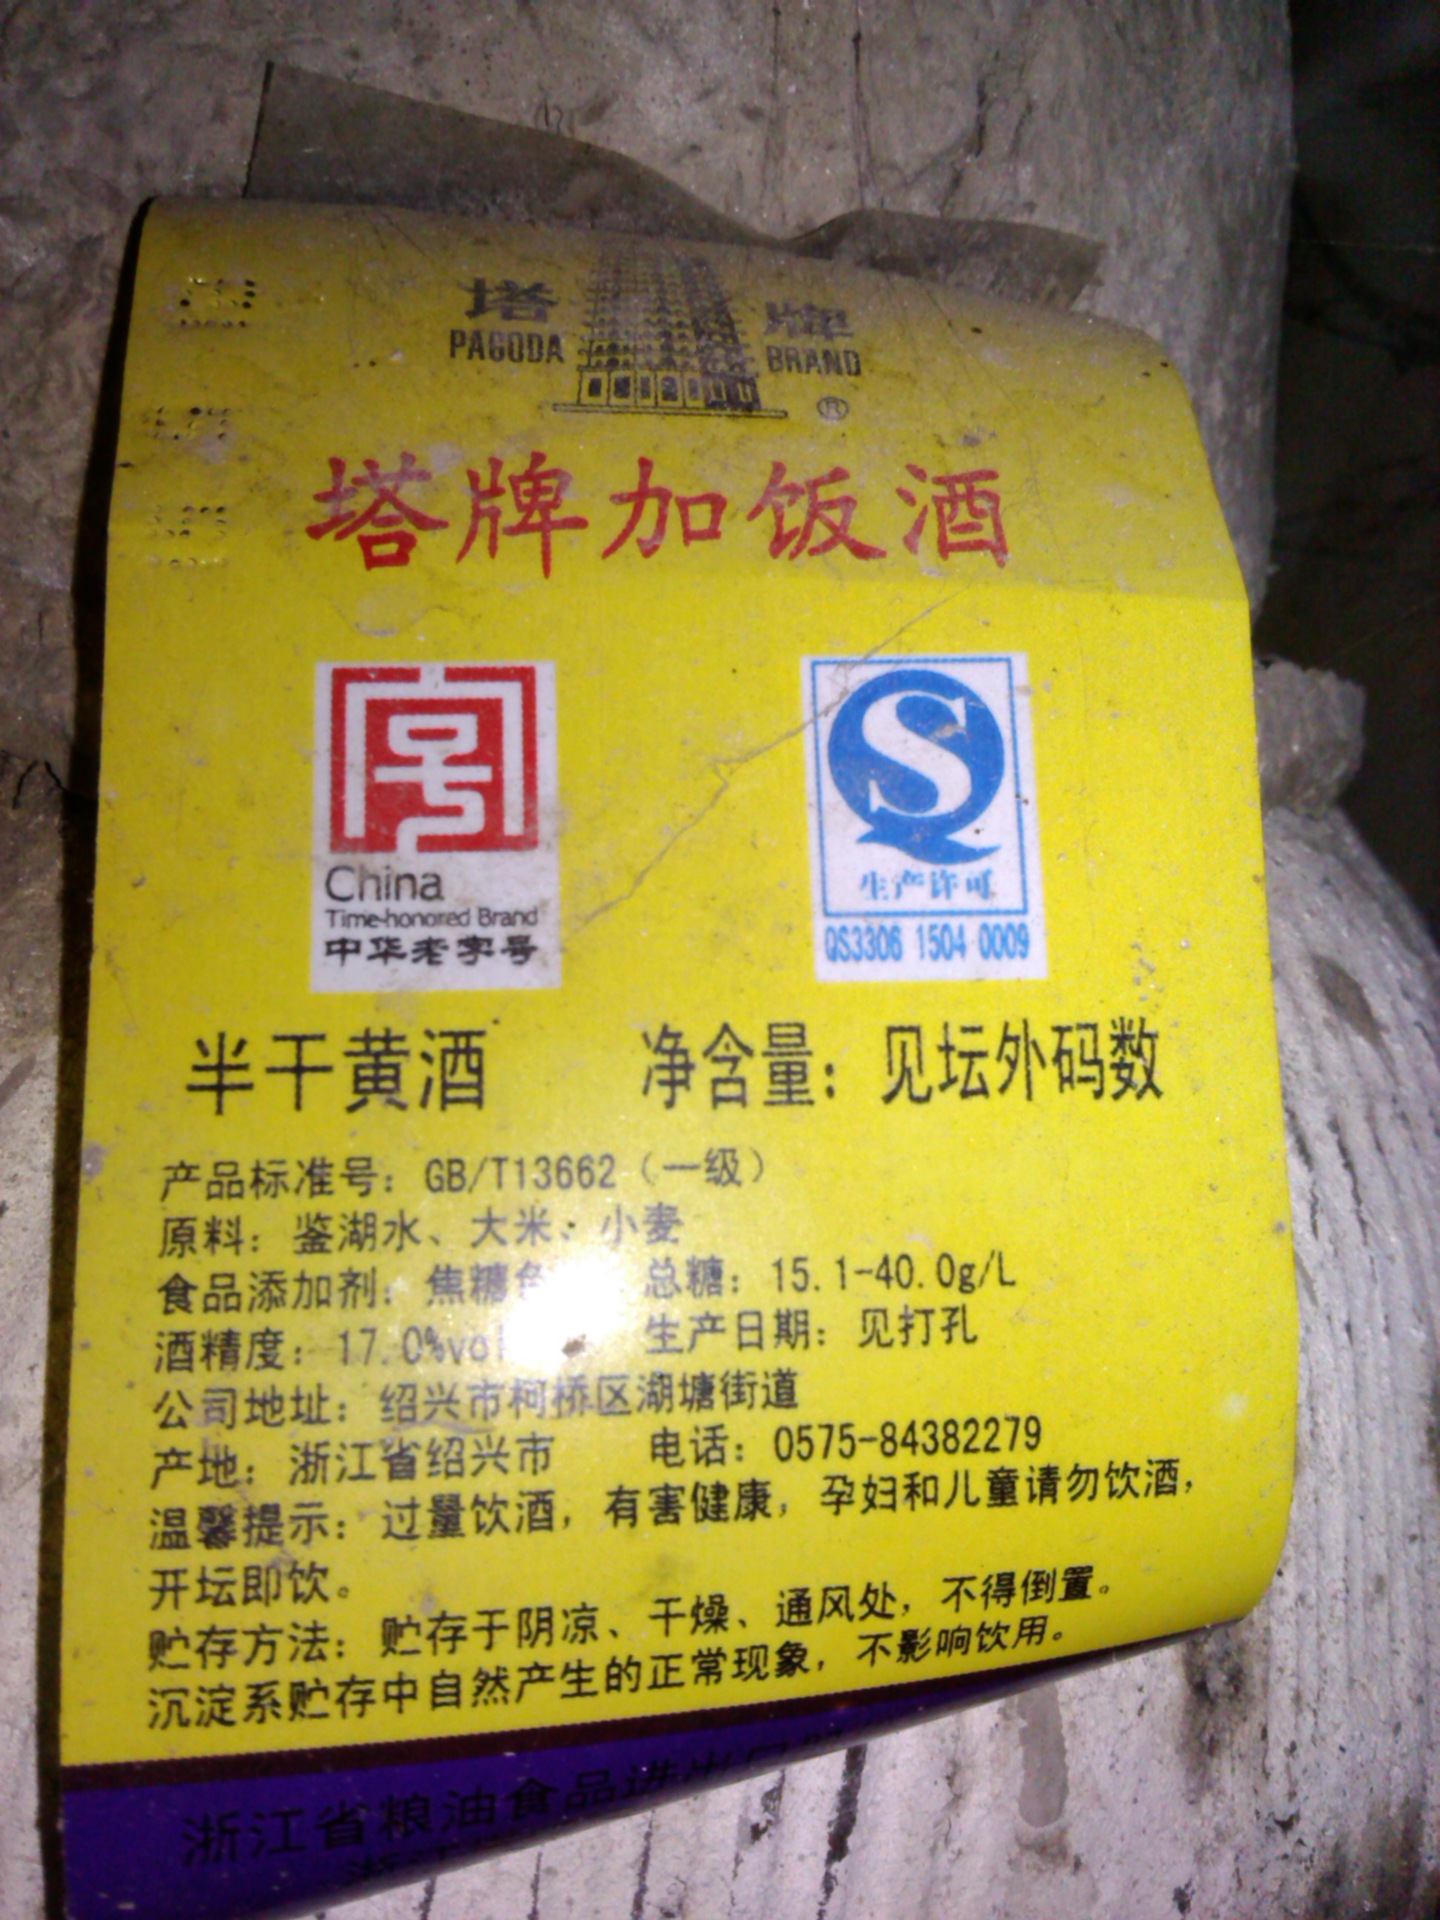 塔 牌
PAGODA BRAND
®
塔牌加饭酒
China
Time-honored Brand
中华老字号
生产许可
QS3306 1504 0009
半干黄酒 净含量：见坛外码数
产品标准号：GB/T13662（一级）
原料：鉴湖水、大米、小麦
食品添加剂：焦糖色 总糖：15.1-40.0g/L
酒精度：17.0%vol 生产日期：见打孔
公司地址：绍兴市柯桥区湖塘街道
产地：浙江省绍兴市 电话：0575-84382279
温馨提示：过量饮酒，有害健康，孕妇和儿童请勿饮酒，
开坛即饮。
贮存方法：贮存于阴凉、干燥、通风处，不得倒置。
沉淀系贮存中自然产生的正常现象，不影响饮用。
浙江省粮油食品进出口